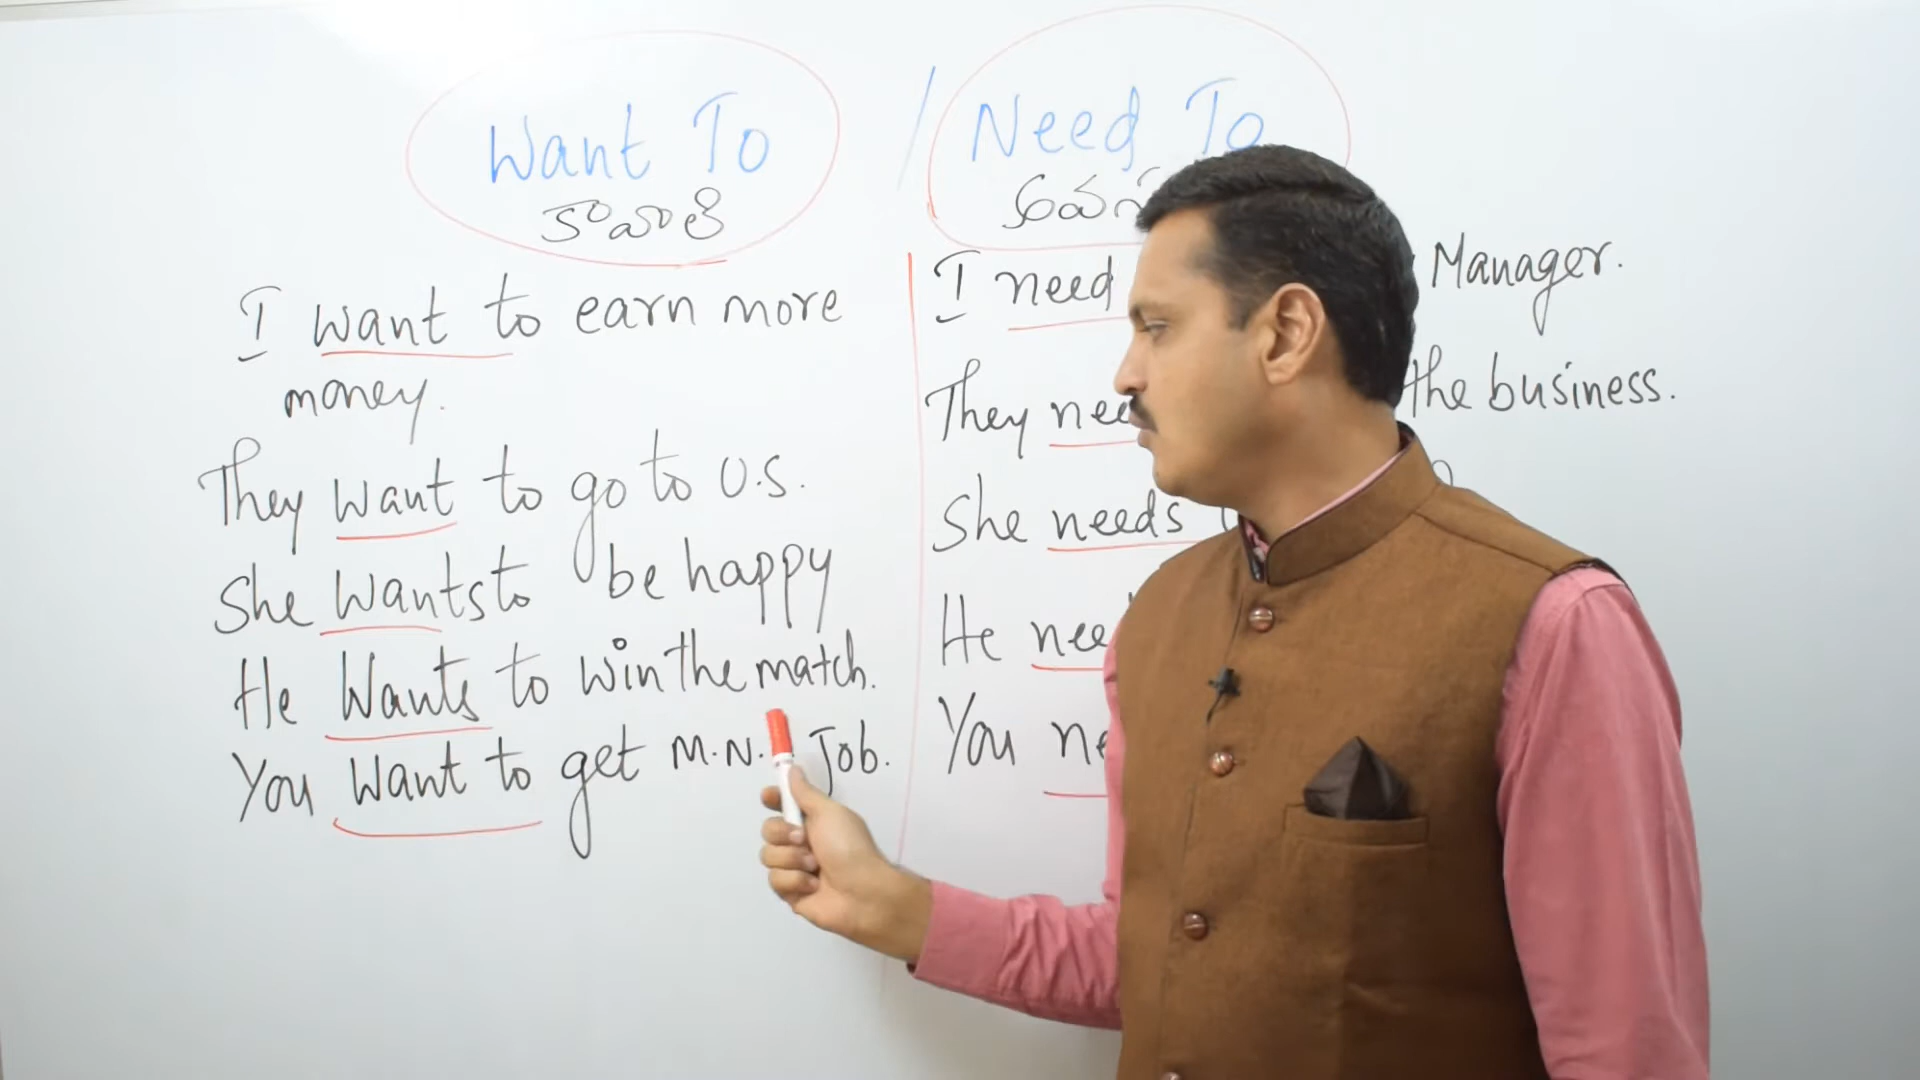 Want To / Need To
కావాలి
I want to earn more
money.
They want to go to U.S.
She wants to be happy
He Wants to win the match.
You want to get M.N. Job.
I need Manager.
They the business.
She needs
He
You